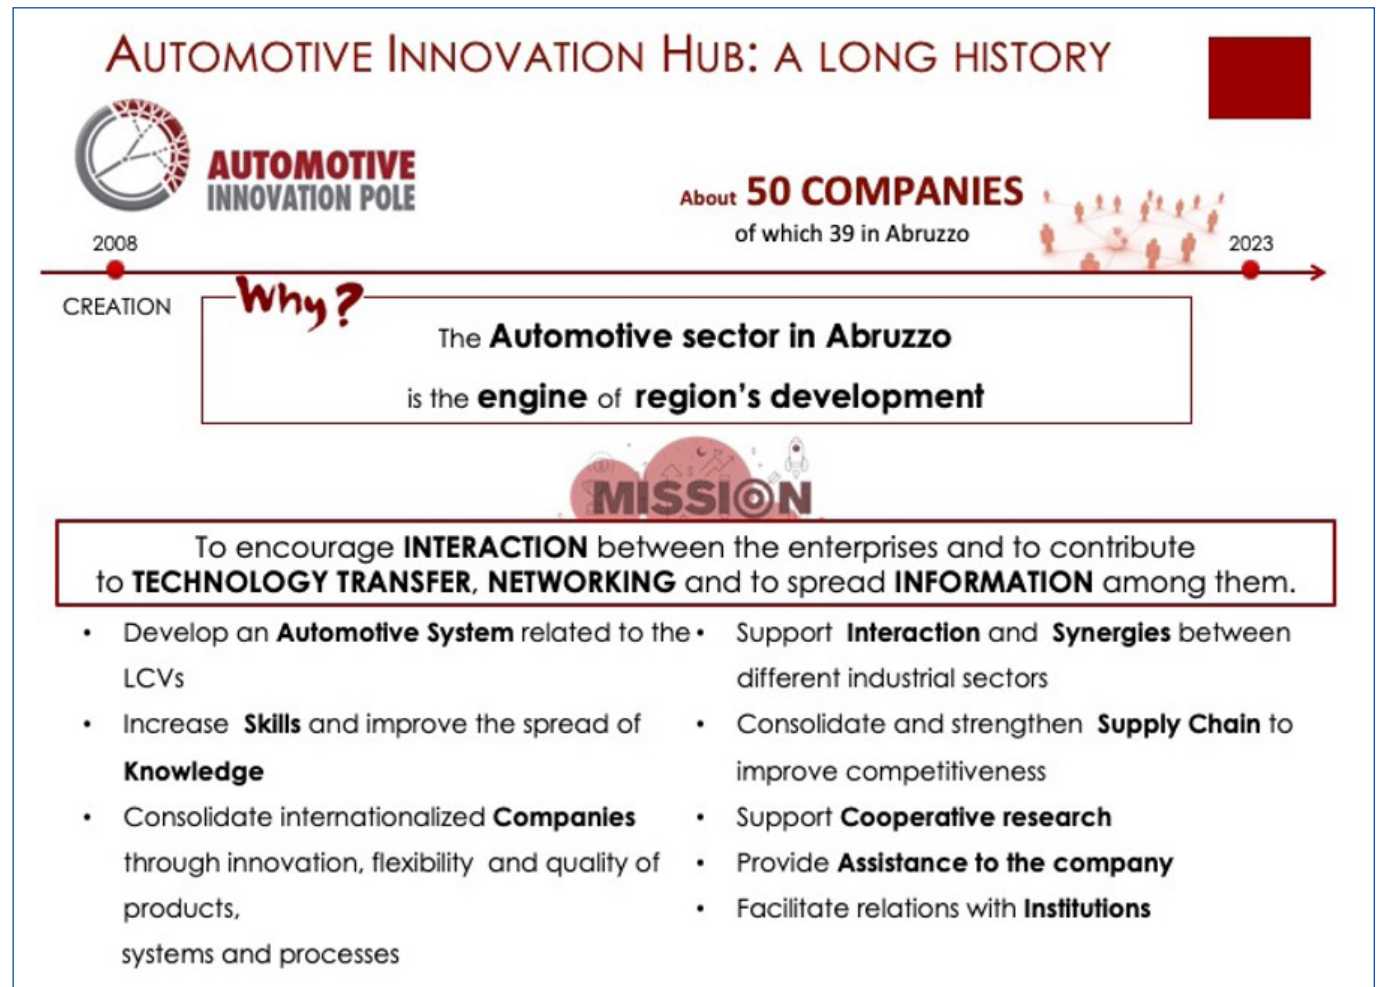 AUTOMOTIVE INNOVATION HUB: A LONG HISTORY
AUTOMOTIVE
INNOVATION POLE
About 50 COMPANIES
of which 39 in Abruzzo
2008
2023
CREATION
Why?
The Automotive sector in Abruzzo
is the engine of region's development
MISSION
To encourage INTERACTION between the enterprises and to contribute
to TECHNOLOGY TRANSFER, NETWORKING and to spread INFORMATION among them.
• Develop an Automotive System related to the
LCVs
• Increase Skills and improve the spread of
Knowledge
• Consolidate internationalized Companies
through innovation, flexibility and quality of
products,
systems and processes
• Support Interaction and Synergies between
different industrial sectors
• Consolidate and strengthen Supply Chain to
improve competitiveness
• Support Cooperative research
• Provide Assistance to the company
• Facilitate relations with Institutions